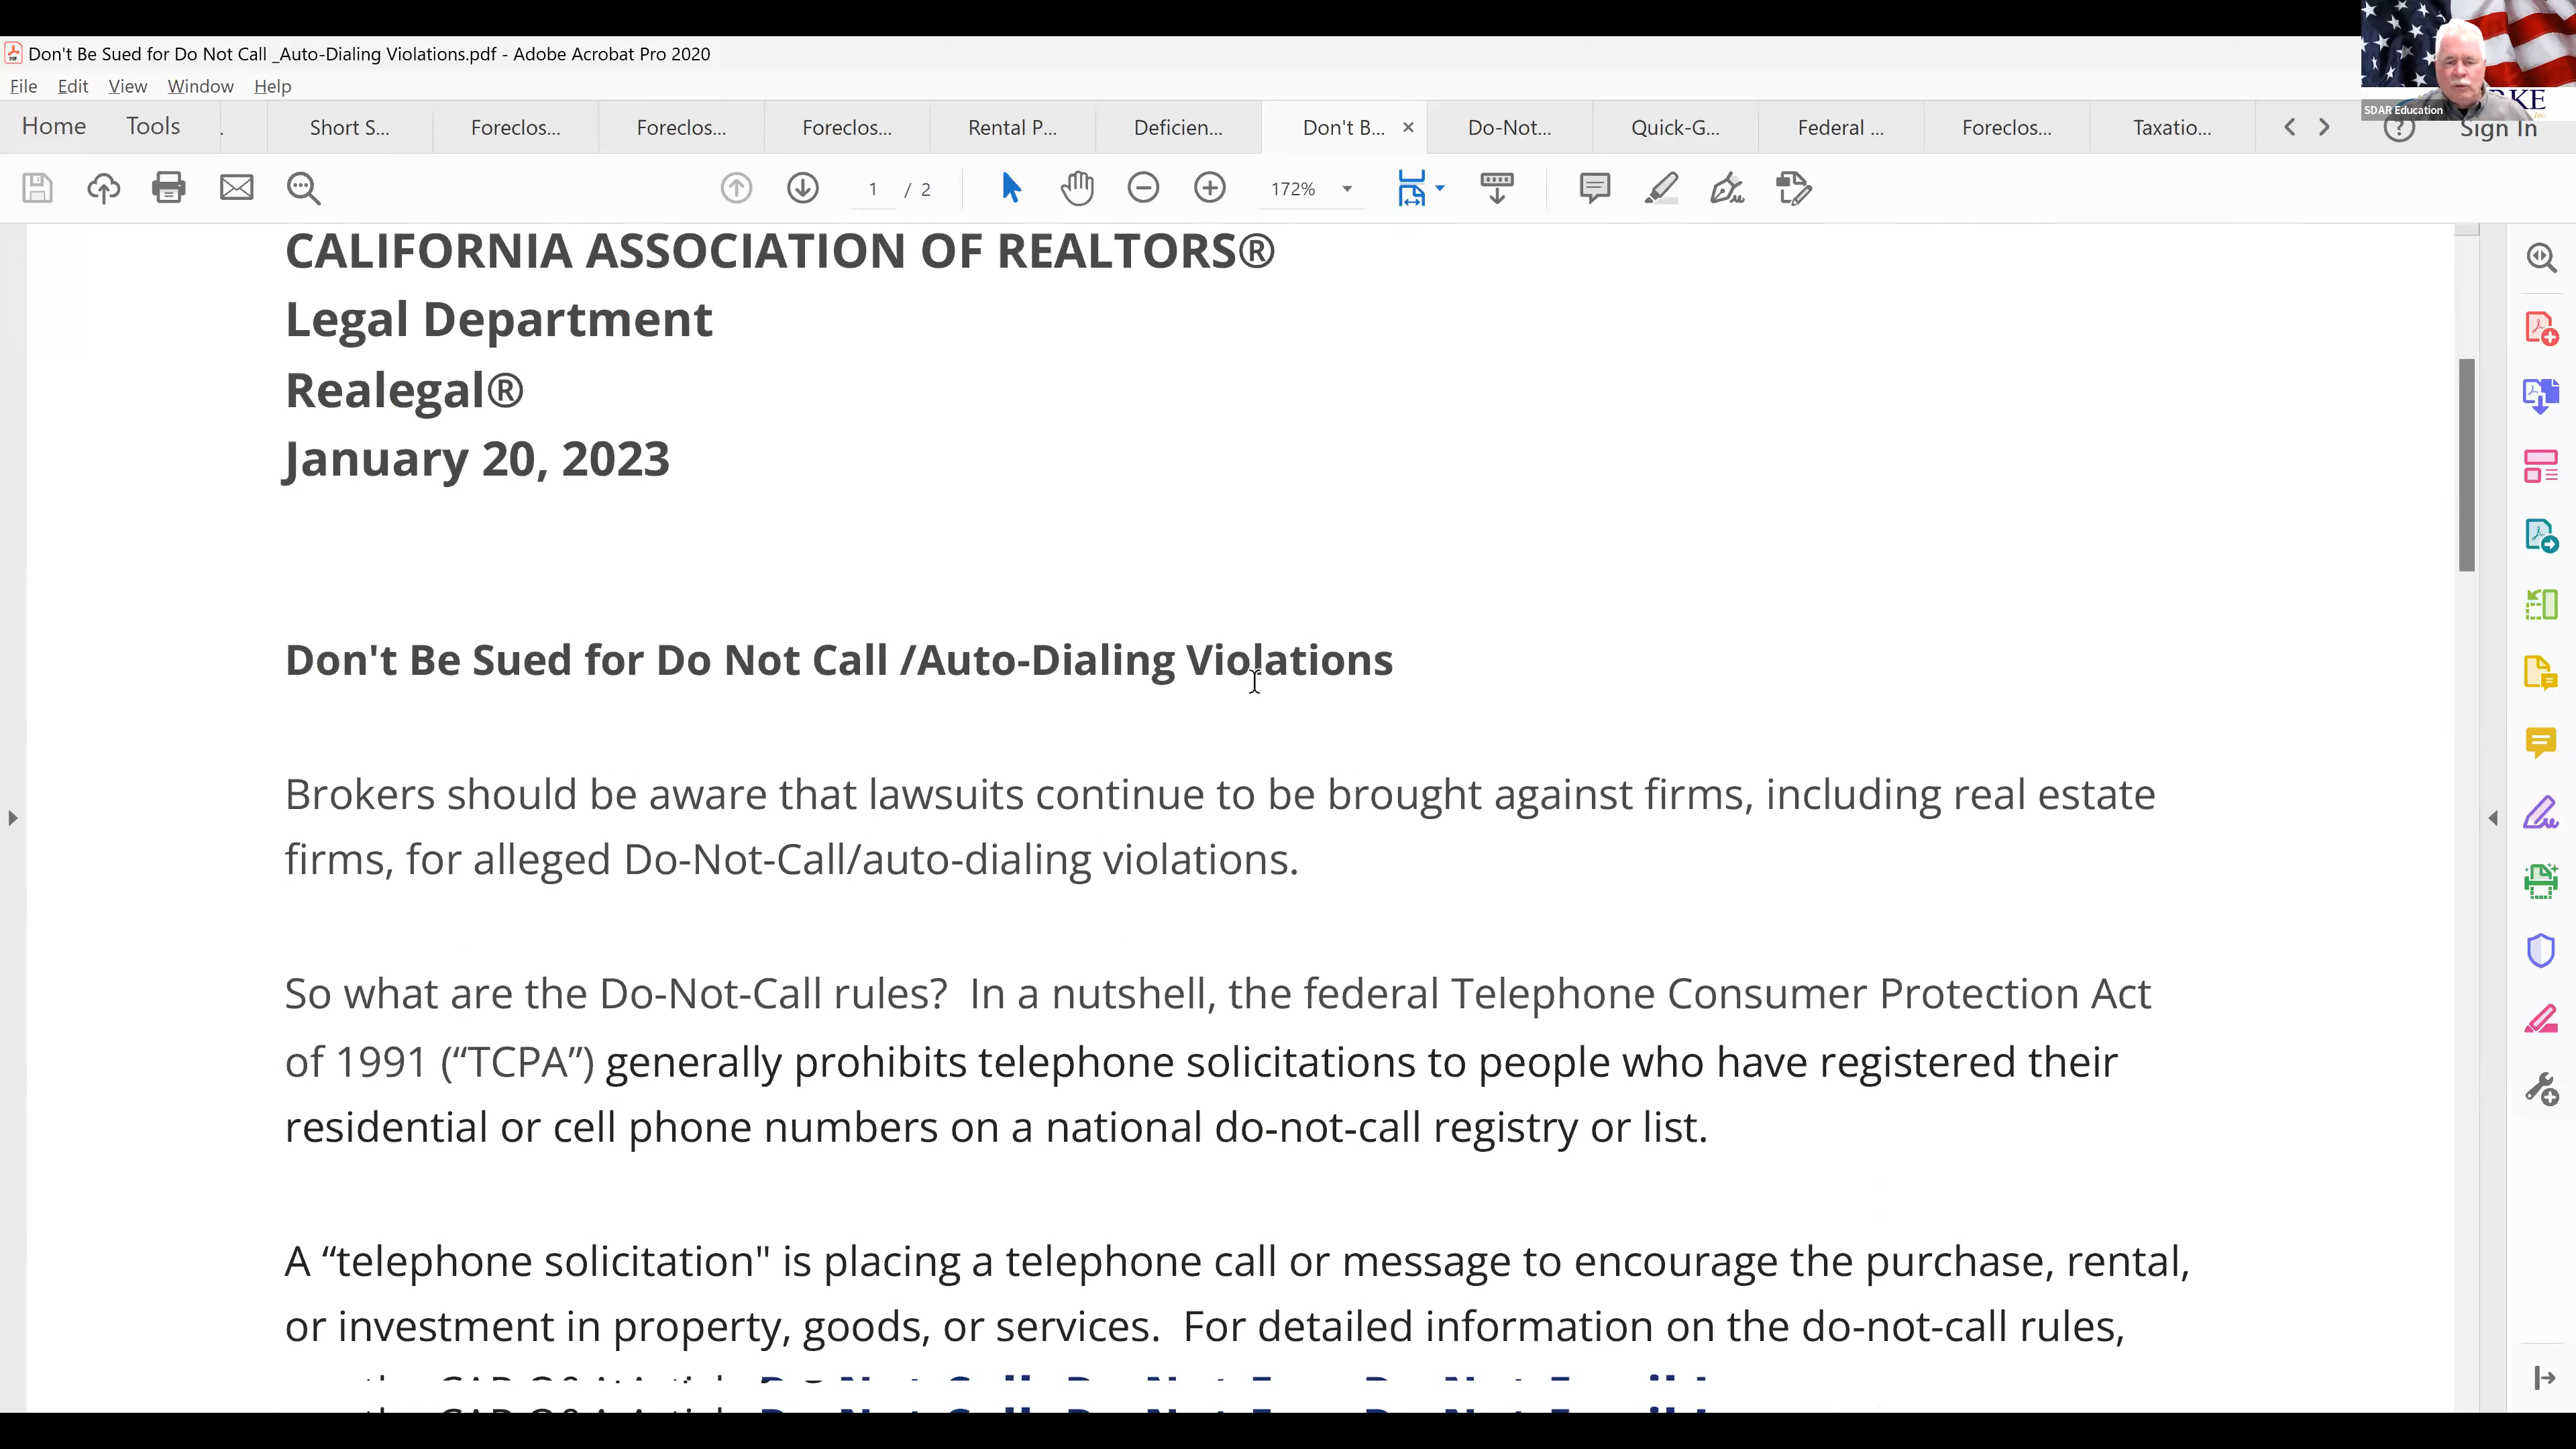 Don't Be Sued for Do Not Call _Auto-Dialing Violations.pdf - Adobe Acrobat Pro 2020
File Edit View Window Help
SDAR Education
Home Tools . Short S... Foreclos... Foreclos... Foreclos... Rental P... Deficien... Don't B... × Do-Not... Quick-G... Federal ... Foreclos... Taxatio... Sign In
1 / 2 172%
CALIFORNIA ASSOCIATION OF REALTORS®
Legal Department
Realegal®
January 20, 2023
Don't Be Sued for Do Not Call /Auto-Dialing Violations
Brokers should be aware that lawsuits continue to be brought against firms, including real estate
firms, for alleged Do-Not-Call/auto-dialing violations.
So what are the Do-Not-Call rules?  In a nutshell, the federal Telephone Consumer Protection Act
of 1991 (“TCPA”) generally prohibits telephone solicitations to people who have registered their
residential or cell phone numbers on a national do-not-call registry or list.
A “telephone solicitation" is placing a telephone call or message to encourage the purchase, rental,
or investment in property, goods, or services.  For detailed information on the do-not-call rules,